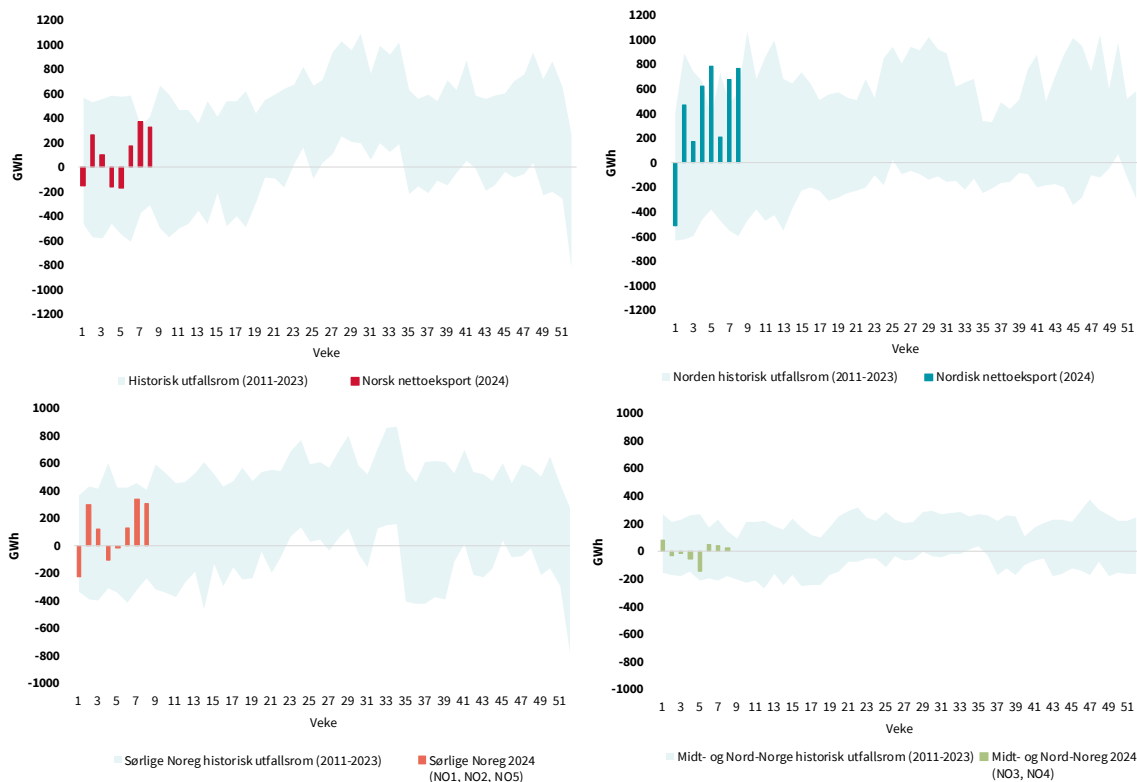 1200
1000
800
600
400
200
0
-200
-400
-600
-800
-1000
-1200
GWh
1 3 5 7 9 11 13 15 17 19 21 23 25 27 29 31 33 35 37 39 41 43 45 47 49 51
Veke
Historisk utfallsrom (2011-2023) Norsk nettoeksport (2024)
1200
1000
800
600
400
200
0
-200
-400
-600
-800
-1000
-1200
GWh
1 3 5 7 9 11 13 15 17 19 21 23 25 27 29 31 33 35 37 39 41 43 45 47 49 51
Veke
Norden historisk utfallsrom (2011-2023) Nordisk nettoeksport (2024)
1000
800
600
400
200
0
-200
-400
-600
-800
-1000
GWh
1 3 5 7 9 11 13 15 17 19 21 23 25 27 29 31 33 35 37 39 41 43 45 47 49 51
Veke
Sørlige Noreg historisk utfallsrom (2011-2023) Sørlige Noreg 2024
(NO1, NO2, NO5)
1000
800
600
400
200
0
-200
-400
-600
-800
-1000
GWh
1 3 5 7 9 11 13 15 17 19 21 23 25 27 29 31 33 35 37 39 41 43 45 47 49 51
Veke
Midt- og Nord-Norge historisk utfallsrom (2011-2023) Midt- og Nord-Noreg 2024
(NO3, NO4)